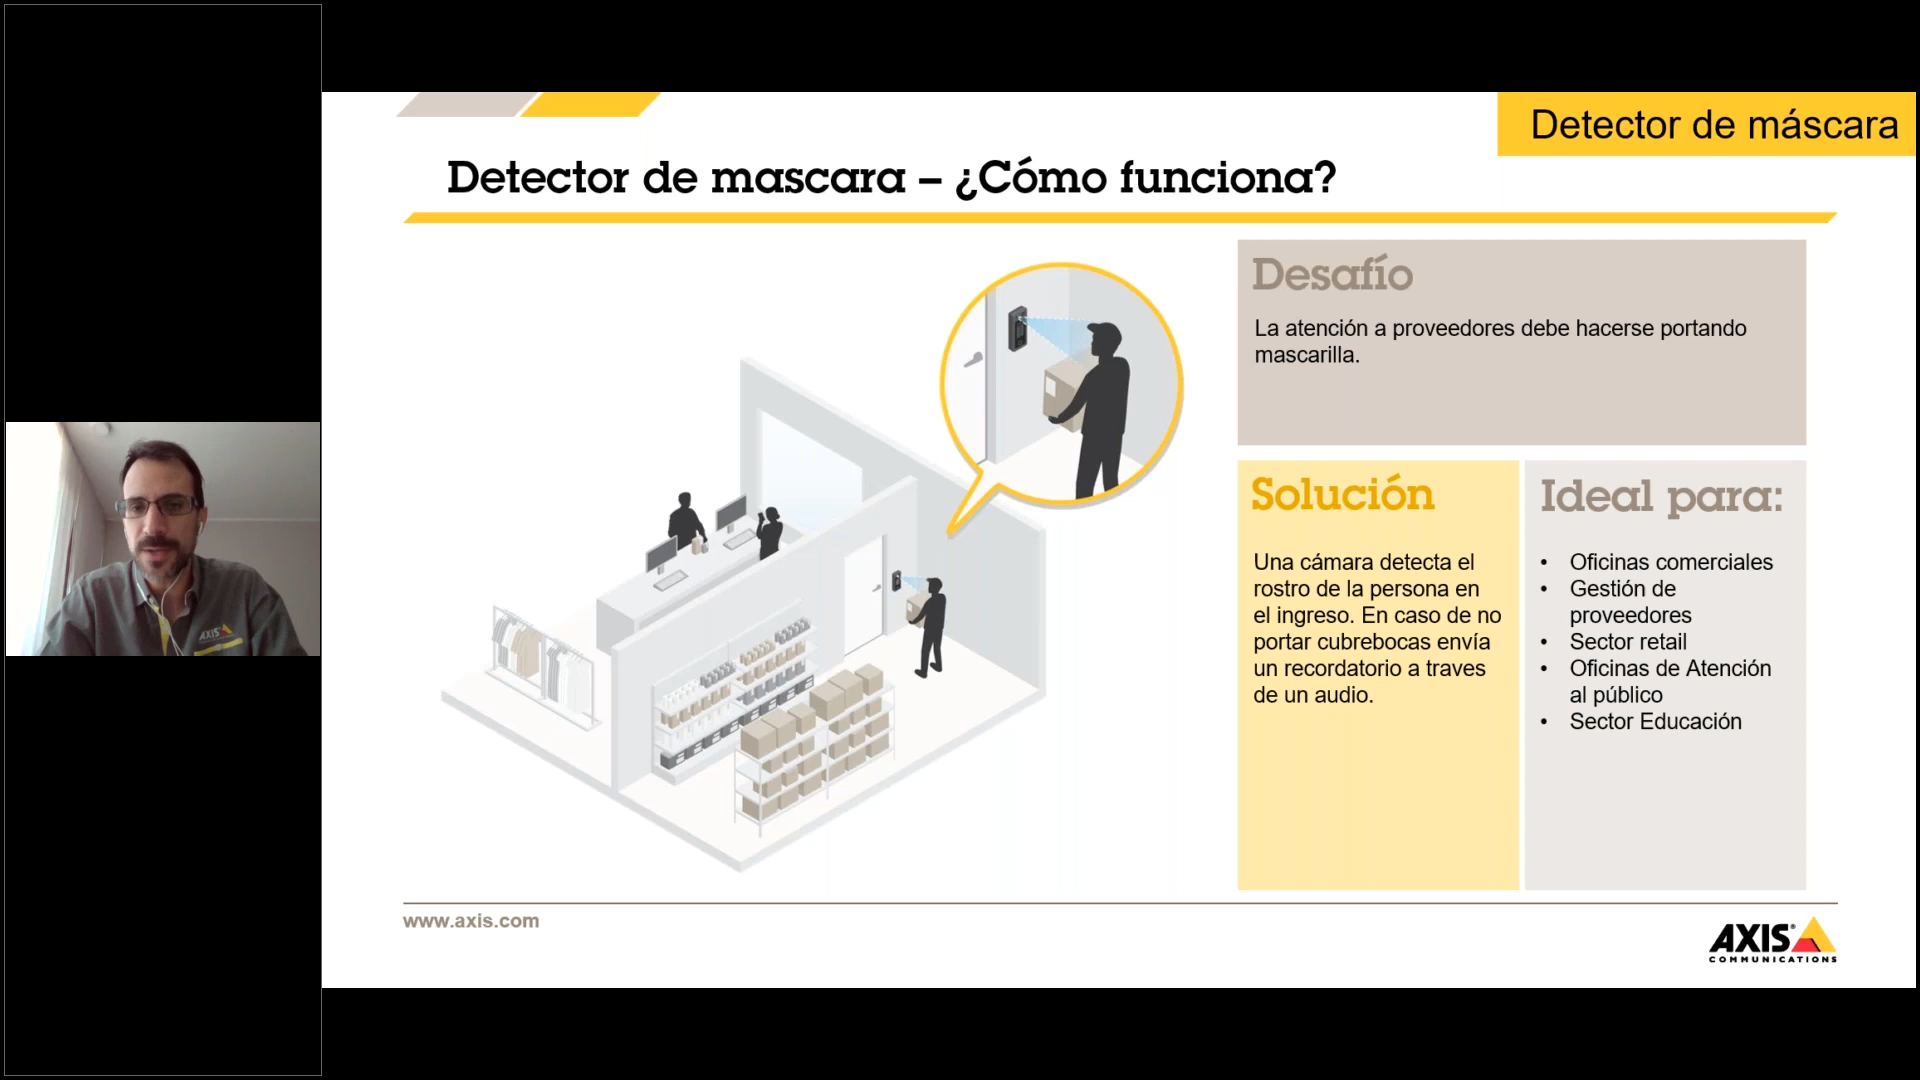 Detector de máscara
Detector de mascara – ¿Cómo funciona?
Desafío
La atención a proveedores debe hacerse portando
mascarilla.
Solución
Una cámara detecta el
rostro de la persona en
el ingreso. En caso de no
portar cubrebocas envía
un recordatorio a traves
de un audio.
Ideal para:
• Oficinas comerciales
• Gestión de
proveedores
• Sector retail
• Oficinas de Atención
al público
• Sector Educación
www.axis.com
AXIS
COMMUNICATIONS
AXIS